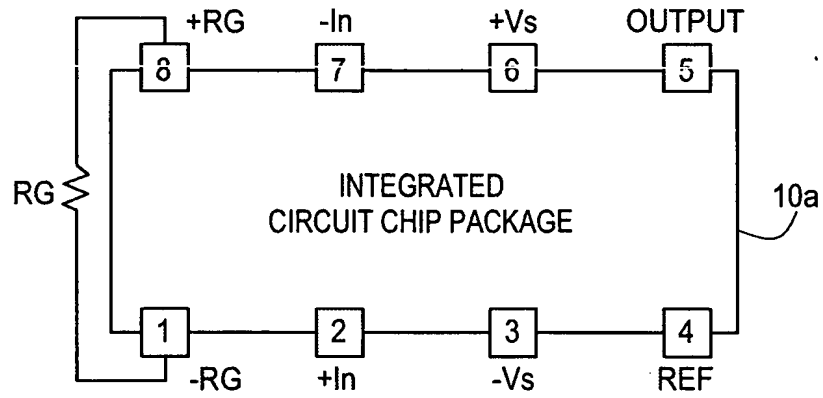 +RG -In +Vs OUTPUT
8 7 6 5
RG
INTEGRATED
CIRCUIT CHIP PACKAGE
10a
1 2 3 4
-RG +In -Vs REF